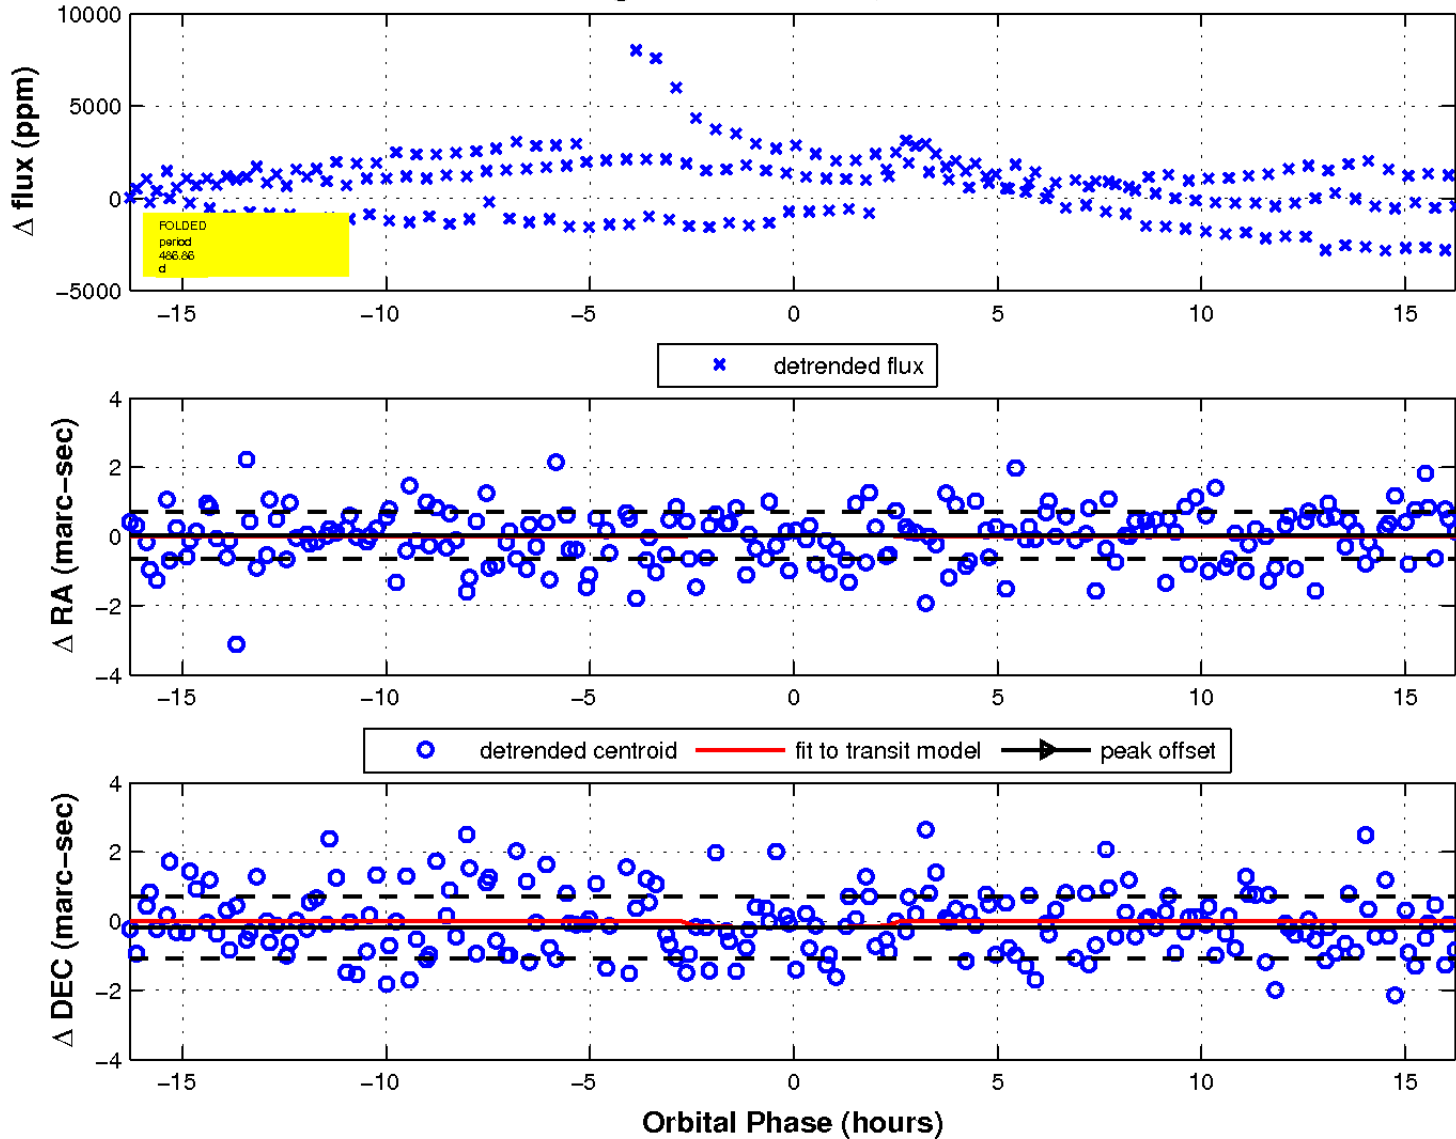 10000
5000
0
−5000
Δ flux (ppm)
FOLDED
period
486.86
d
−15 −10 −5 0 5 10 15
detrended flux
4
2
0
−2
−4
Δ RA (marc−sec)
−15 −10 −5 0 5 10 15
detrended centroid fit to transit model peak offset
4
2
0
−2
−4
Δ DEC (marc−sec)
−15 −10 −5 0 5 10 15
Orbital Phase (hours)